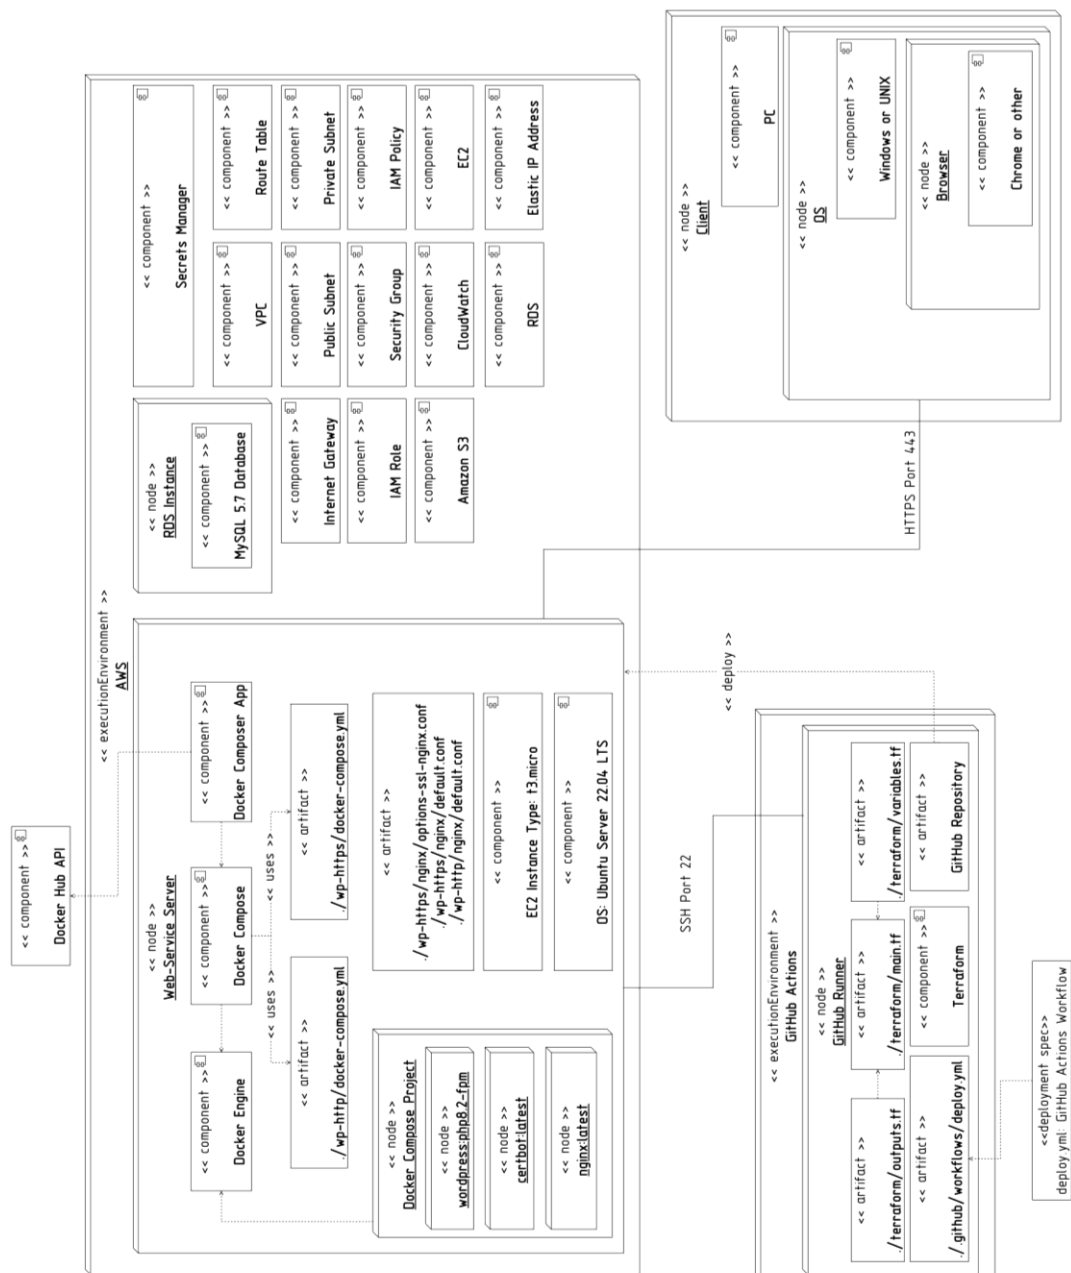 << component >>
Docker Hub API
<< executionEnvironment >>
AWS
<< node >>
Web-Service Server
<< component >>
Docker Engine
<< component >>
Docker Compose
<< component >>
Docker Composer App
<< uses >>
<< uses >>
<< artifact >>
./wp-http/docker-compose.yml
<< artifact >>
./wp-https/docker-compose.yml
<< node >>
Docker Compose Project
<< node >>
wordpress:php8.2-fpm
<< node >>
certbot:latest
<< node >>
nginx:latest
<< artifact >>
./wp-https/nginx/options-ssl-nginx.conf
./wp-https/nginx/default.conf
./wp-http/nginx/default.conf
<< component >>
EC2 Instance Type: t3.micro
<< component >>
OS: Ubuntu Server 22.04 LTS
<< node >>
RDS Instance
<< component >>
MySQL 5.7 Database
<< component >>
Secrets Manager
<< component >>
VPC
<< component >>
Route Table
<< component >>
Internet Gateway
<< component >>
Public Subnet
<< component >>
Private Subnet
<< component >>
IAM Role
<< component >>
Security Group
<< component >>
IAM Policy
<< component >>
Amazon S3
<< component >>
CloudWatch
<< component >>
EC2
<< component >>
RDS
<< component >>
Elastic IP Address
SSH Port 22
<< deploy >>
HTTPS Port 443
<< executionEnvironment >>
GitHub Actions
<< node >>
GitHub Runner
<< artifact >>
./terraform/outputs.tf
<< artifact >>
./terraform/main.tf
<< artifact >>
./terraform/variables.tf
<< artifact >>
./.github/workflows/deploy.yml
<< component >>
Terraform
<< artifact >>
GitHub Repository
<<deployment spec>>
deploy.yml: GitHub Actions Workflow
<< node >>
Client
<< component >>
PC
<< node >>
OS
<< component >>
Windows or UNIX
<< node >>
Browser
<< component >>
Chrome or other